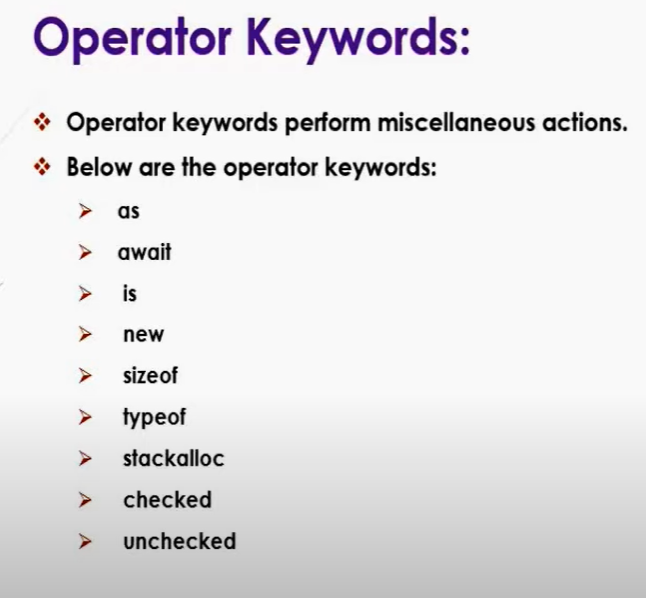 Operator Keywords:
Operator keywords perform miscellaneous actions.
Below are the operator keywords:
as
await
is
new
sizeof
typeof
stackalloc
checked
unchecked